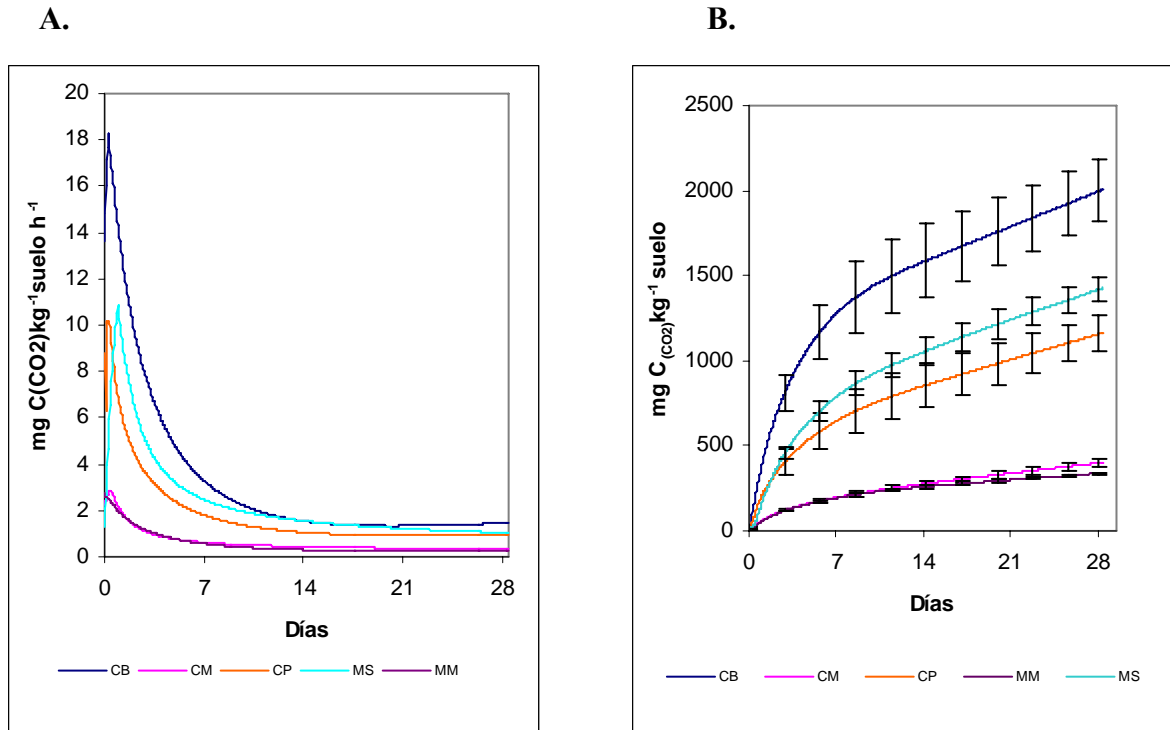 A.
mg C(CO2)kg⁻¹suelo h⁻¹
20
18
16
14
12
10
8
6
4
2
0
0 7 14 21 28
Días
CB CM CP MS MM
B.
mg C(CO2)kg⁻¹ suelo
2500
2000
1500
1000
500
0
0 7 14 21 28
Días
CB CM CP MM MS